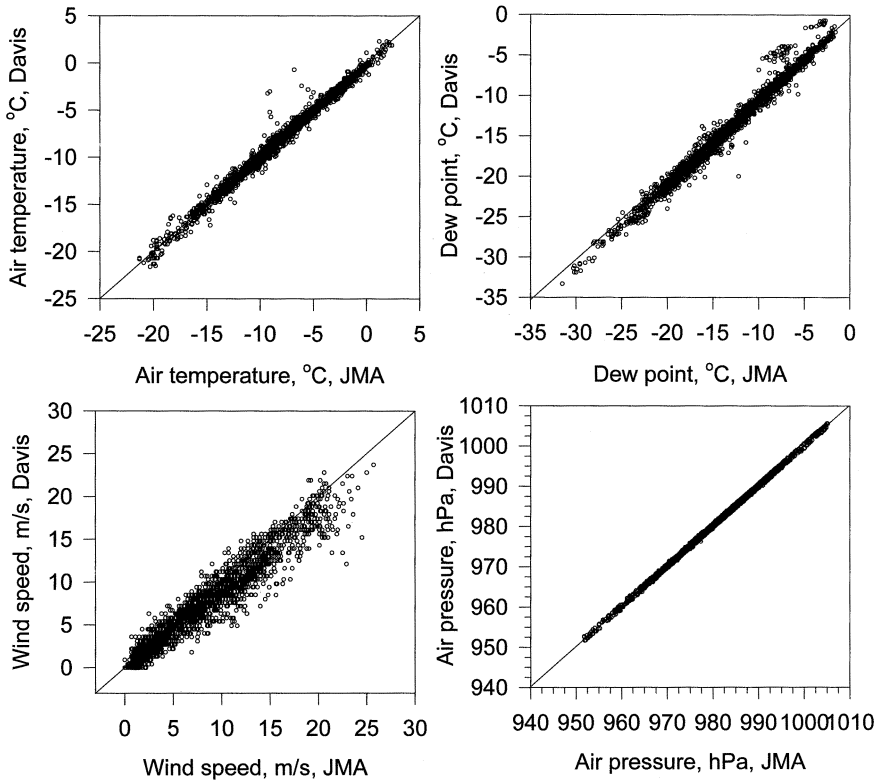 Air temperature, °C, Davis
5
0
-5
-10
-15
-20
-25
-25 -20 -15 -10 -5 0 5
Air temperature, °C, JMA
Dew point, °C, Davis
0
-5
-10
-15
-20
-25
-30
-35
-35 -30 -25 -20 -15 -10 -5 0
Dew point, °C, JMA
Wind speed, m/s, Davis
30
25
20
15
10
5
0
0 5 10 15 20 25 30
Wind speed, m/s, JMA
Air pressure, hPa, Davis
1010
1000
990
980
970
960
950
940
940 950 960 970 980 990 1000 1010
Air pressure, hPa, JMA